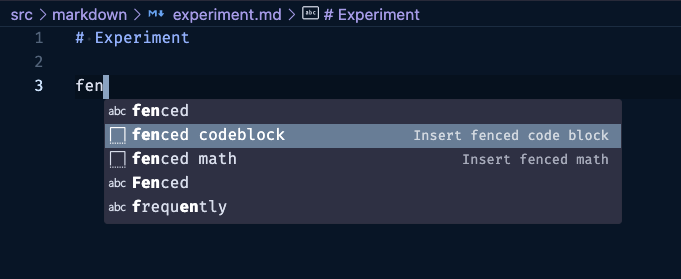 src > markdown > M↓ experiment.md > abc # Experiment
1 # Experiment
2
3 fen
abc fenced
fenced codeblock Insert fenced code block
fenced math Insert fenced math
abc Fenced
abc frequently